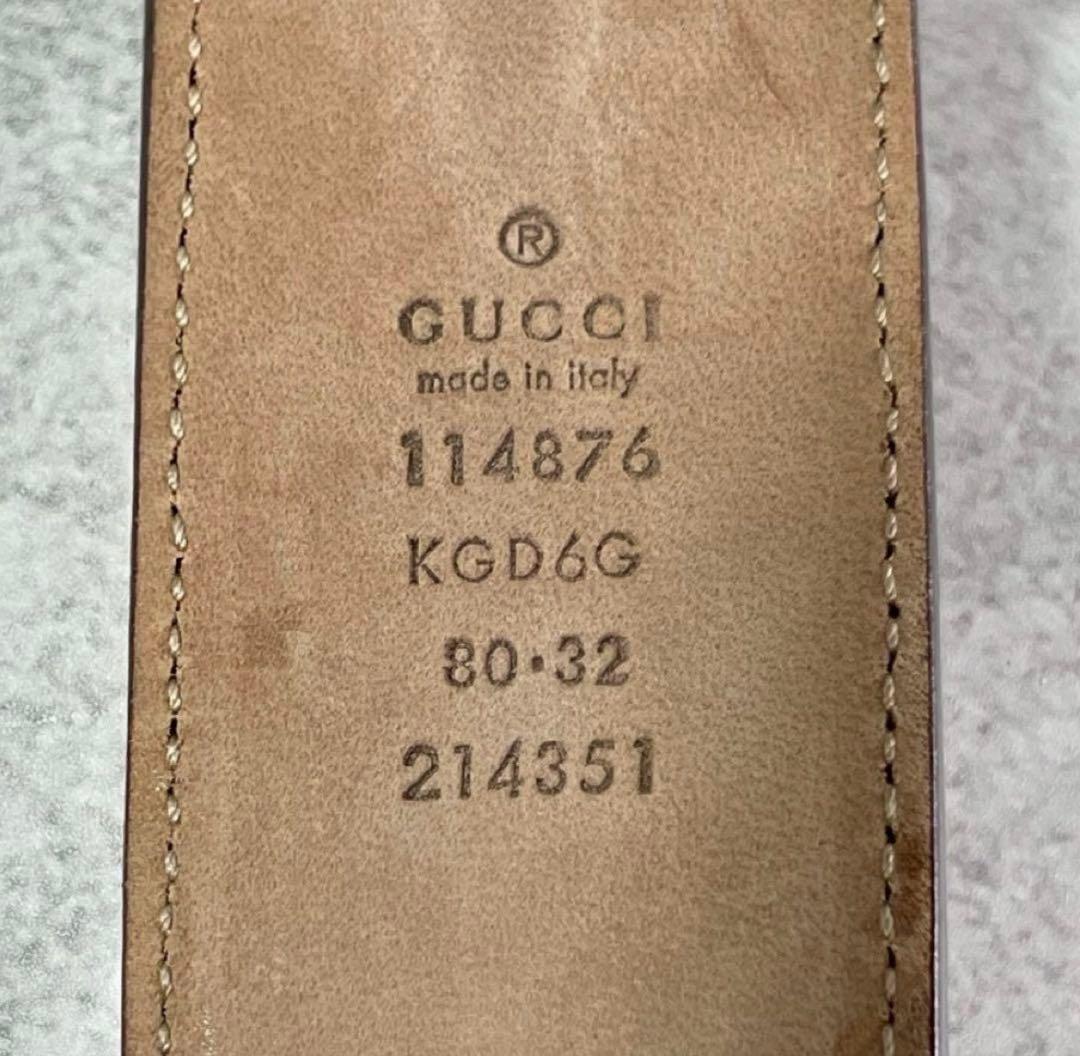 ®
GUCCI
made in italy
114876
KGD6G
80·32
214351